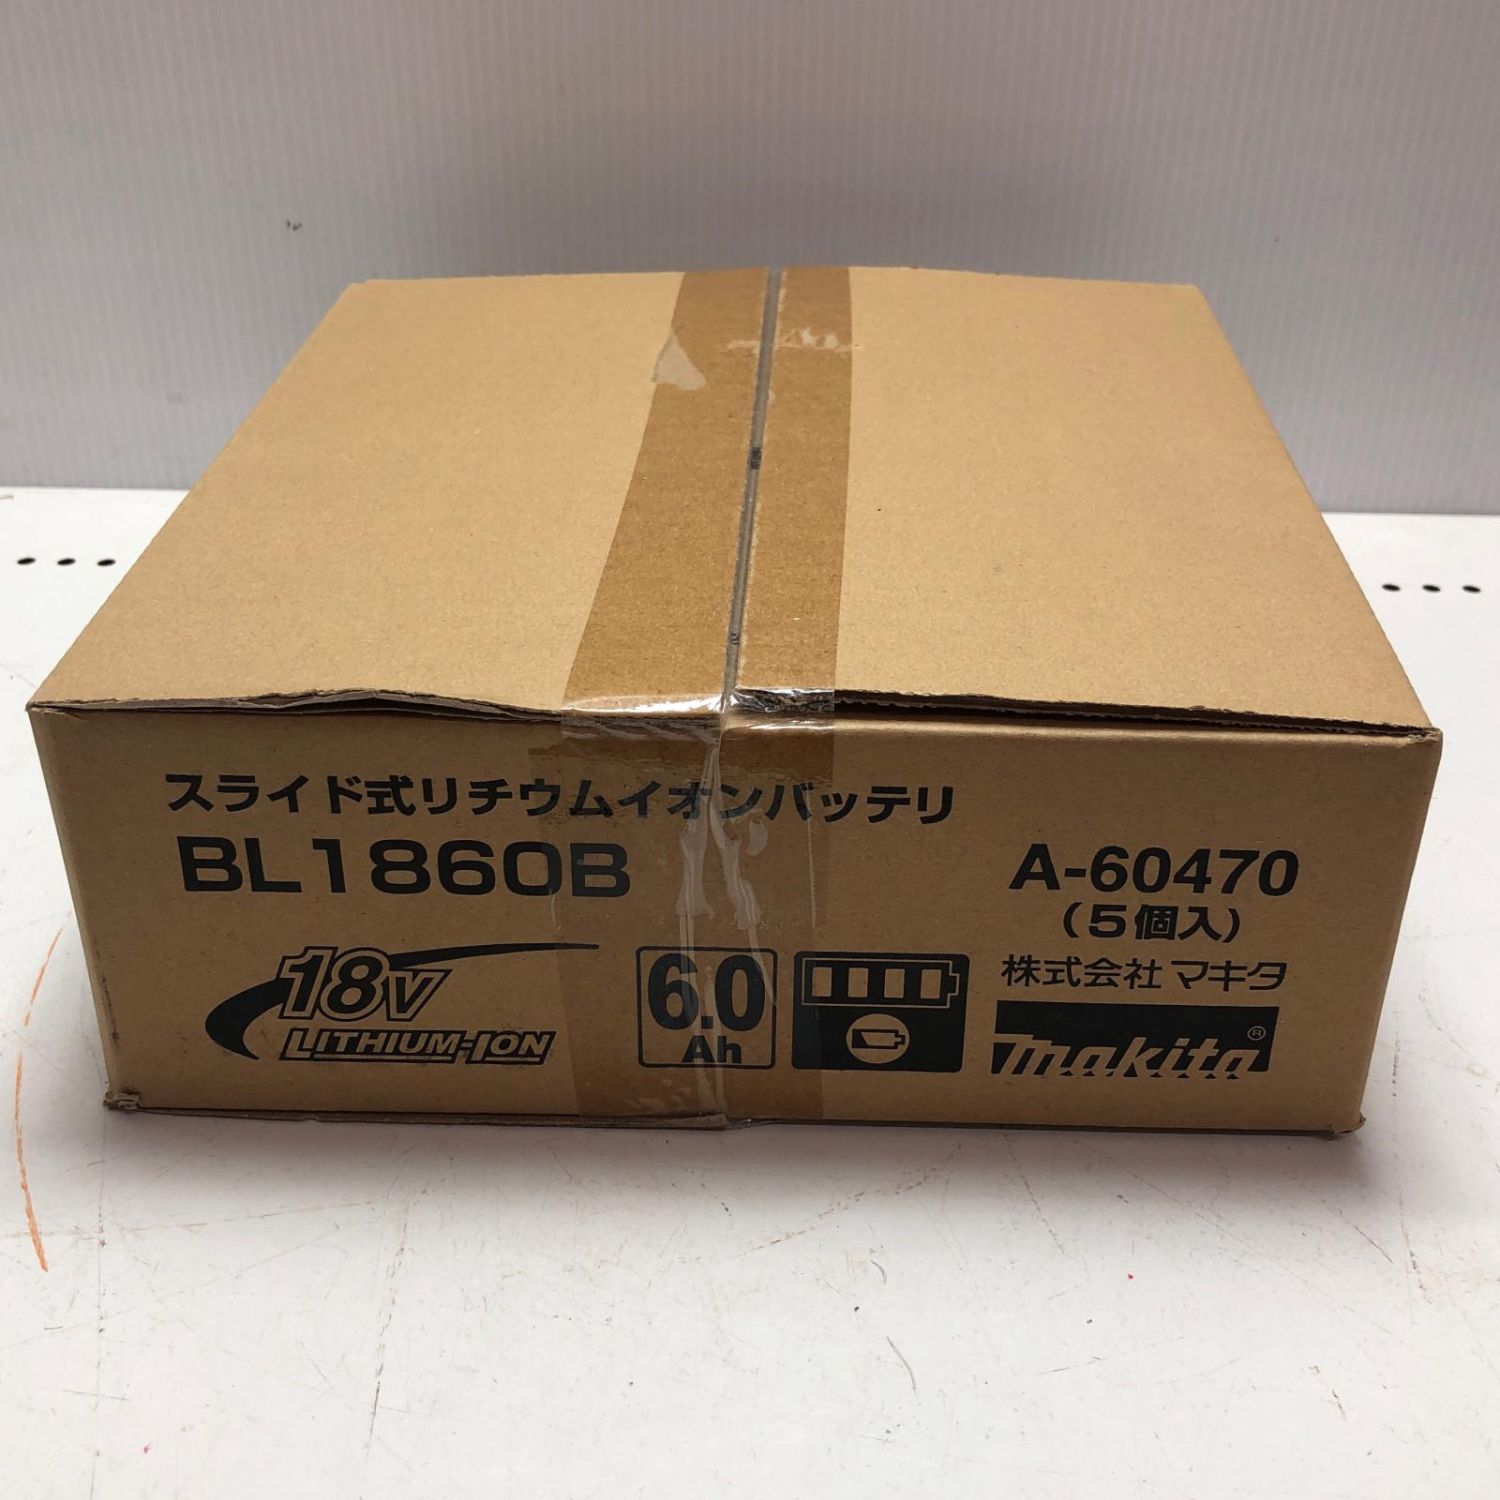 スライド式リチウムイオンバッテリ
BL1860B
A-60470
(5個入)
株式会社マキタ
18V
LITHIUM-ION
6.0
Ah
makita®